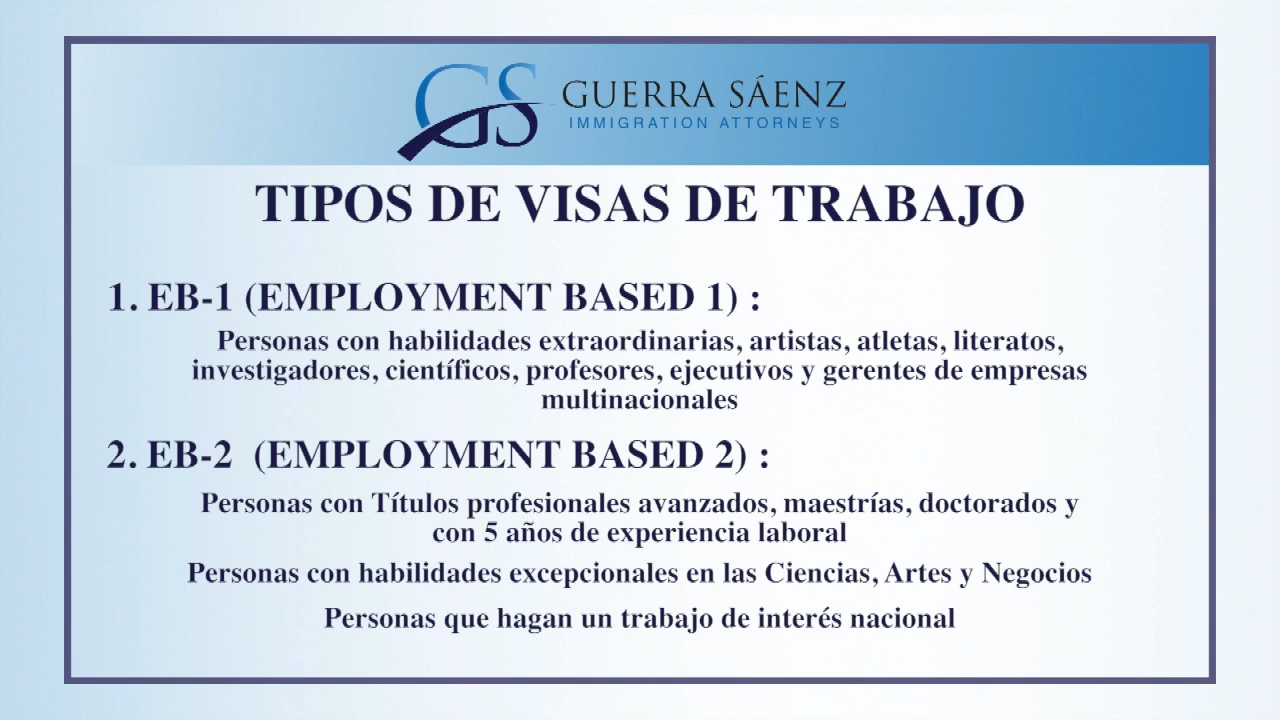 GS GUERRA SÁENZ
IMMIGRATION ATTORNEYS
TIPOS DE VISAS DE TRABAJO
1. EB-1 (EMPLOYMENT BASED 1) :
Personas con habilidades extraordinarias, artistas, atletas, literatos,
investigadores, científicos, profesores, ejecutivos y gerentes de empresas
multinacionales
2. EB-2 (EMPLOYMENT BASED 2) :
Personas con Títulos profesionales avanzados, maestrías, doctorados y
con 5 años de experiencia laboral
Personas con habilidades excepcionales en las Ciencias, Artes y Negocios
Personas que hagan un trabajo de interés nacional